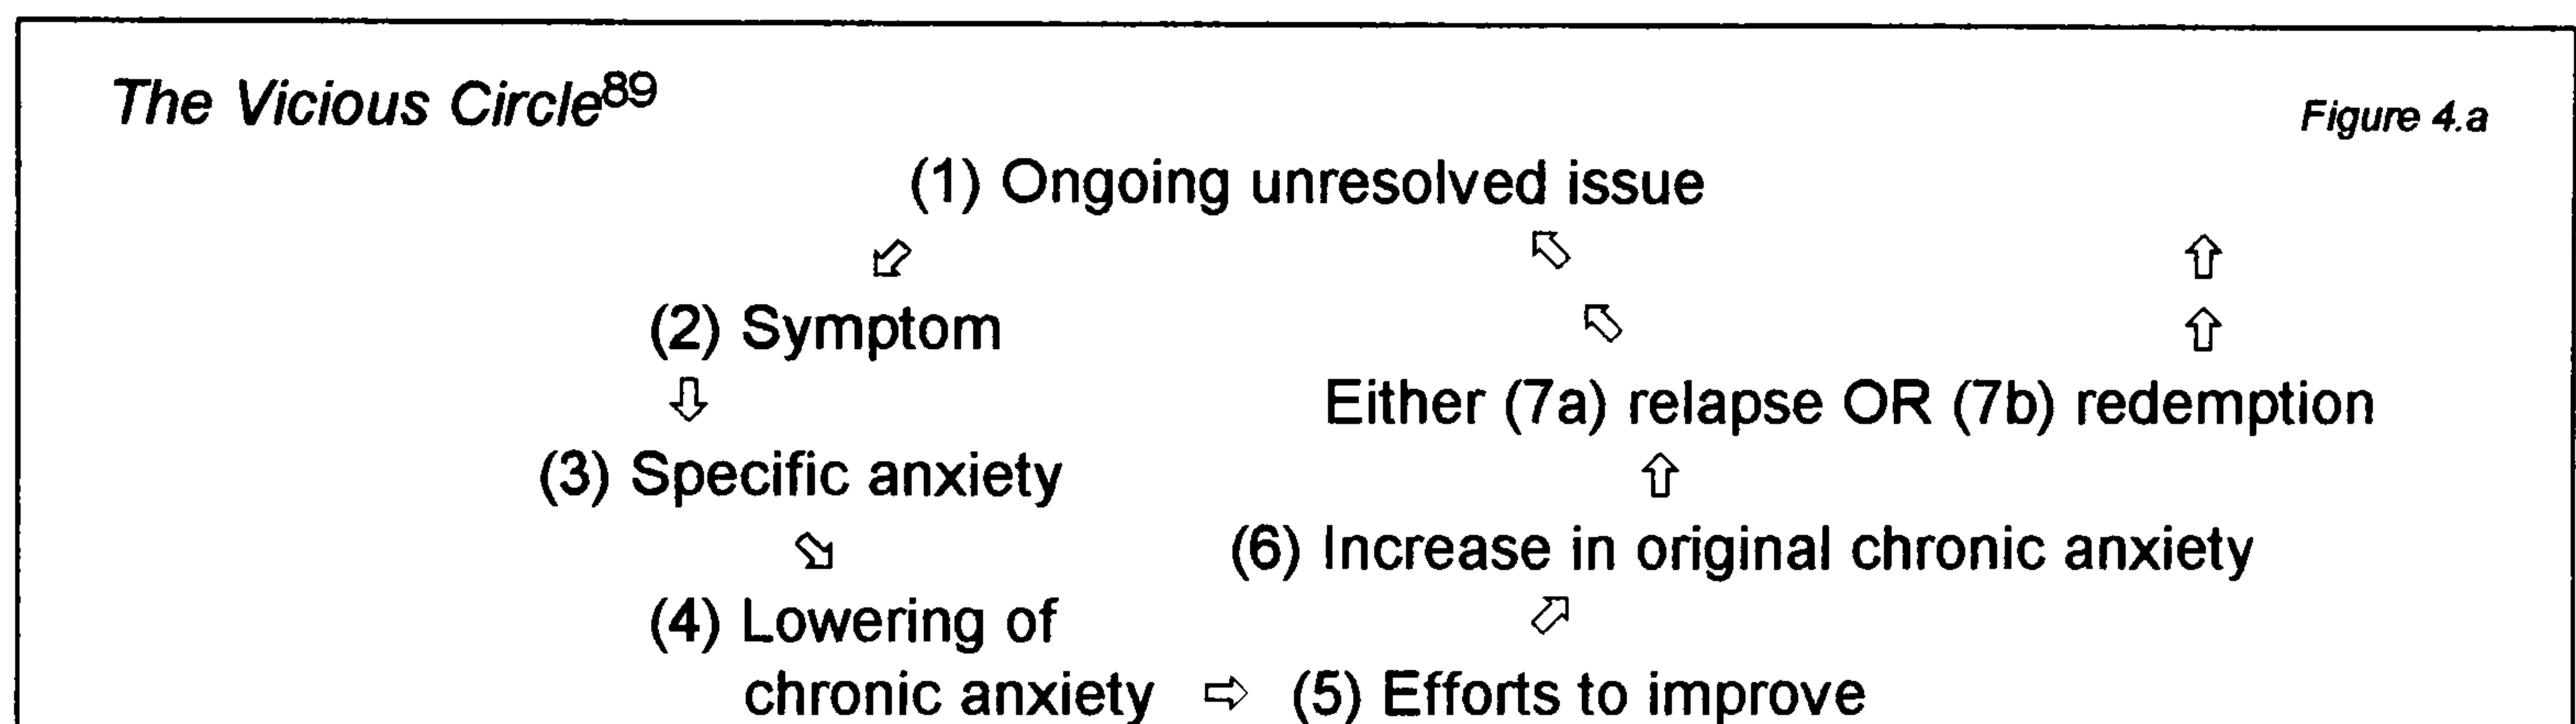 The Vicious Circle89
Figure 4.a
(1) Ongoing unresolved issue
(2) Symptom
Either (7a) relapse OR (7b) redemption
(3) Specific anxiety
(6) Increase in original chronic anxiety
(4) Lowering of
chronic anxiety ⇨ (5) Efforts to improve